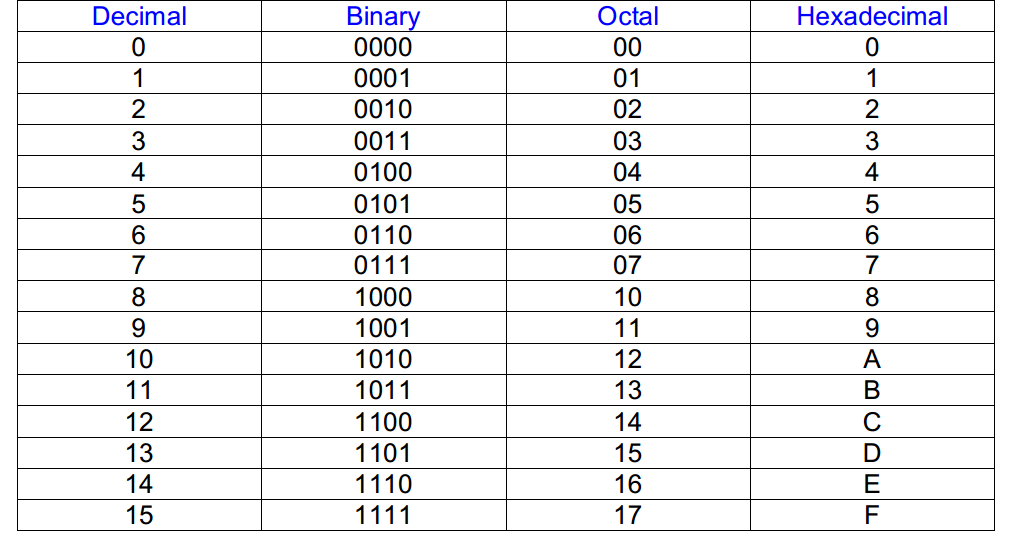 Decimal Binary Octal Hexadecimal
0 0000 00 0
1 0001 01 1
2 0010 02 2
3 0011 03 3
4 0100 04 4
5 0101 05 5
6 0110 06 6
7 0111 07 7
8 1000 10 8
9 1001 11 9
10 1010 12 A
11 1011 13 B
12 1100 14 C
13 1101 15 D
14 1110 16 E
15 1111 17 F